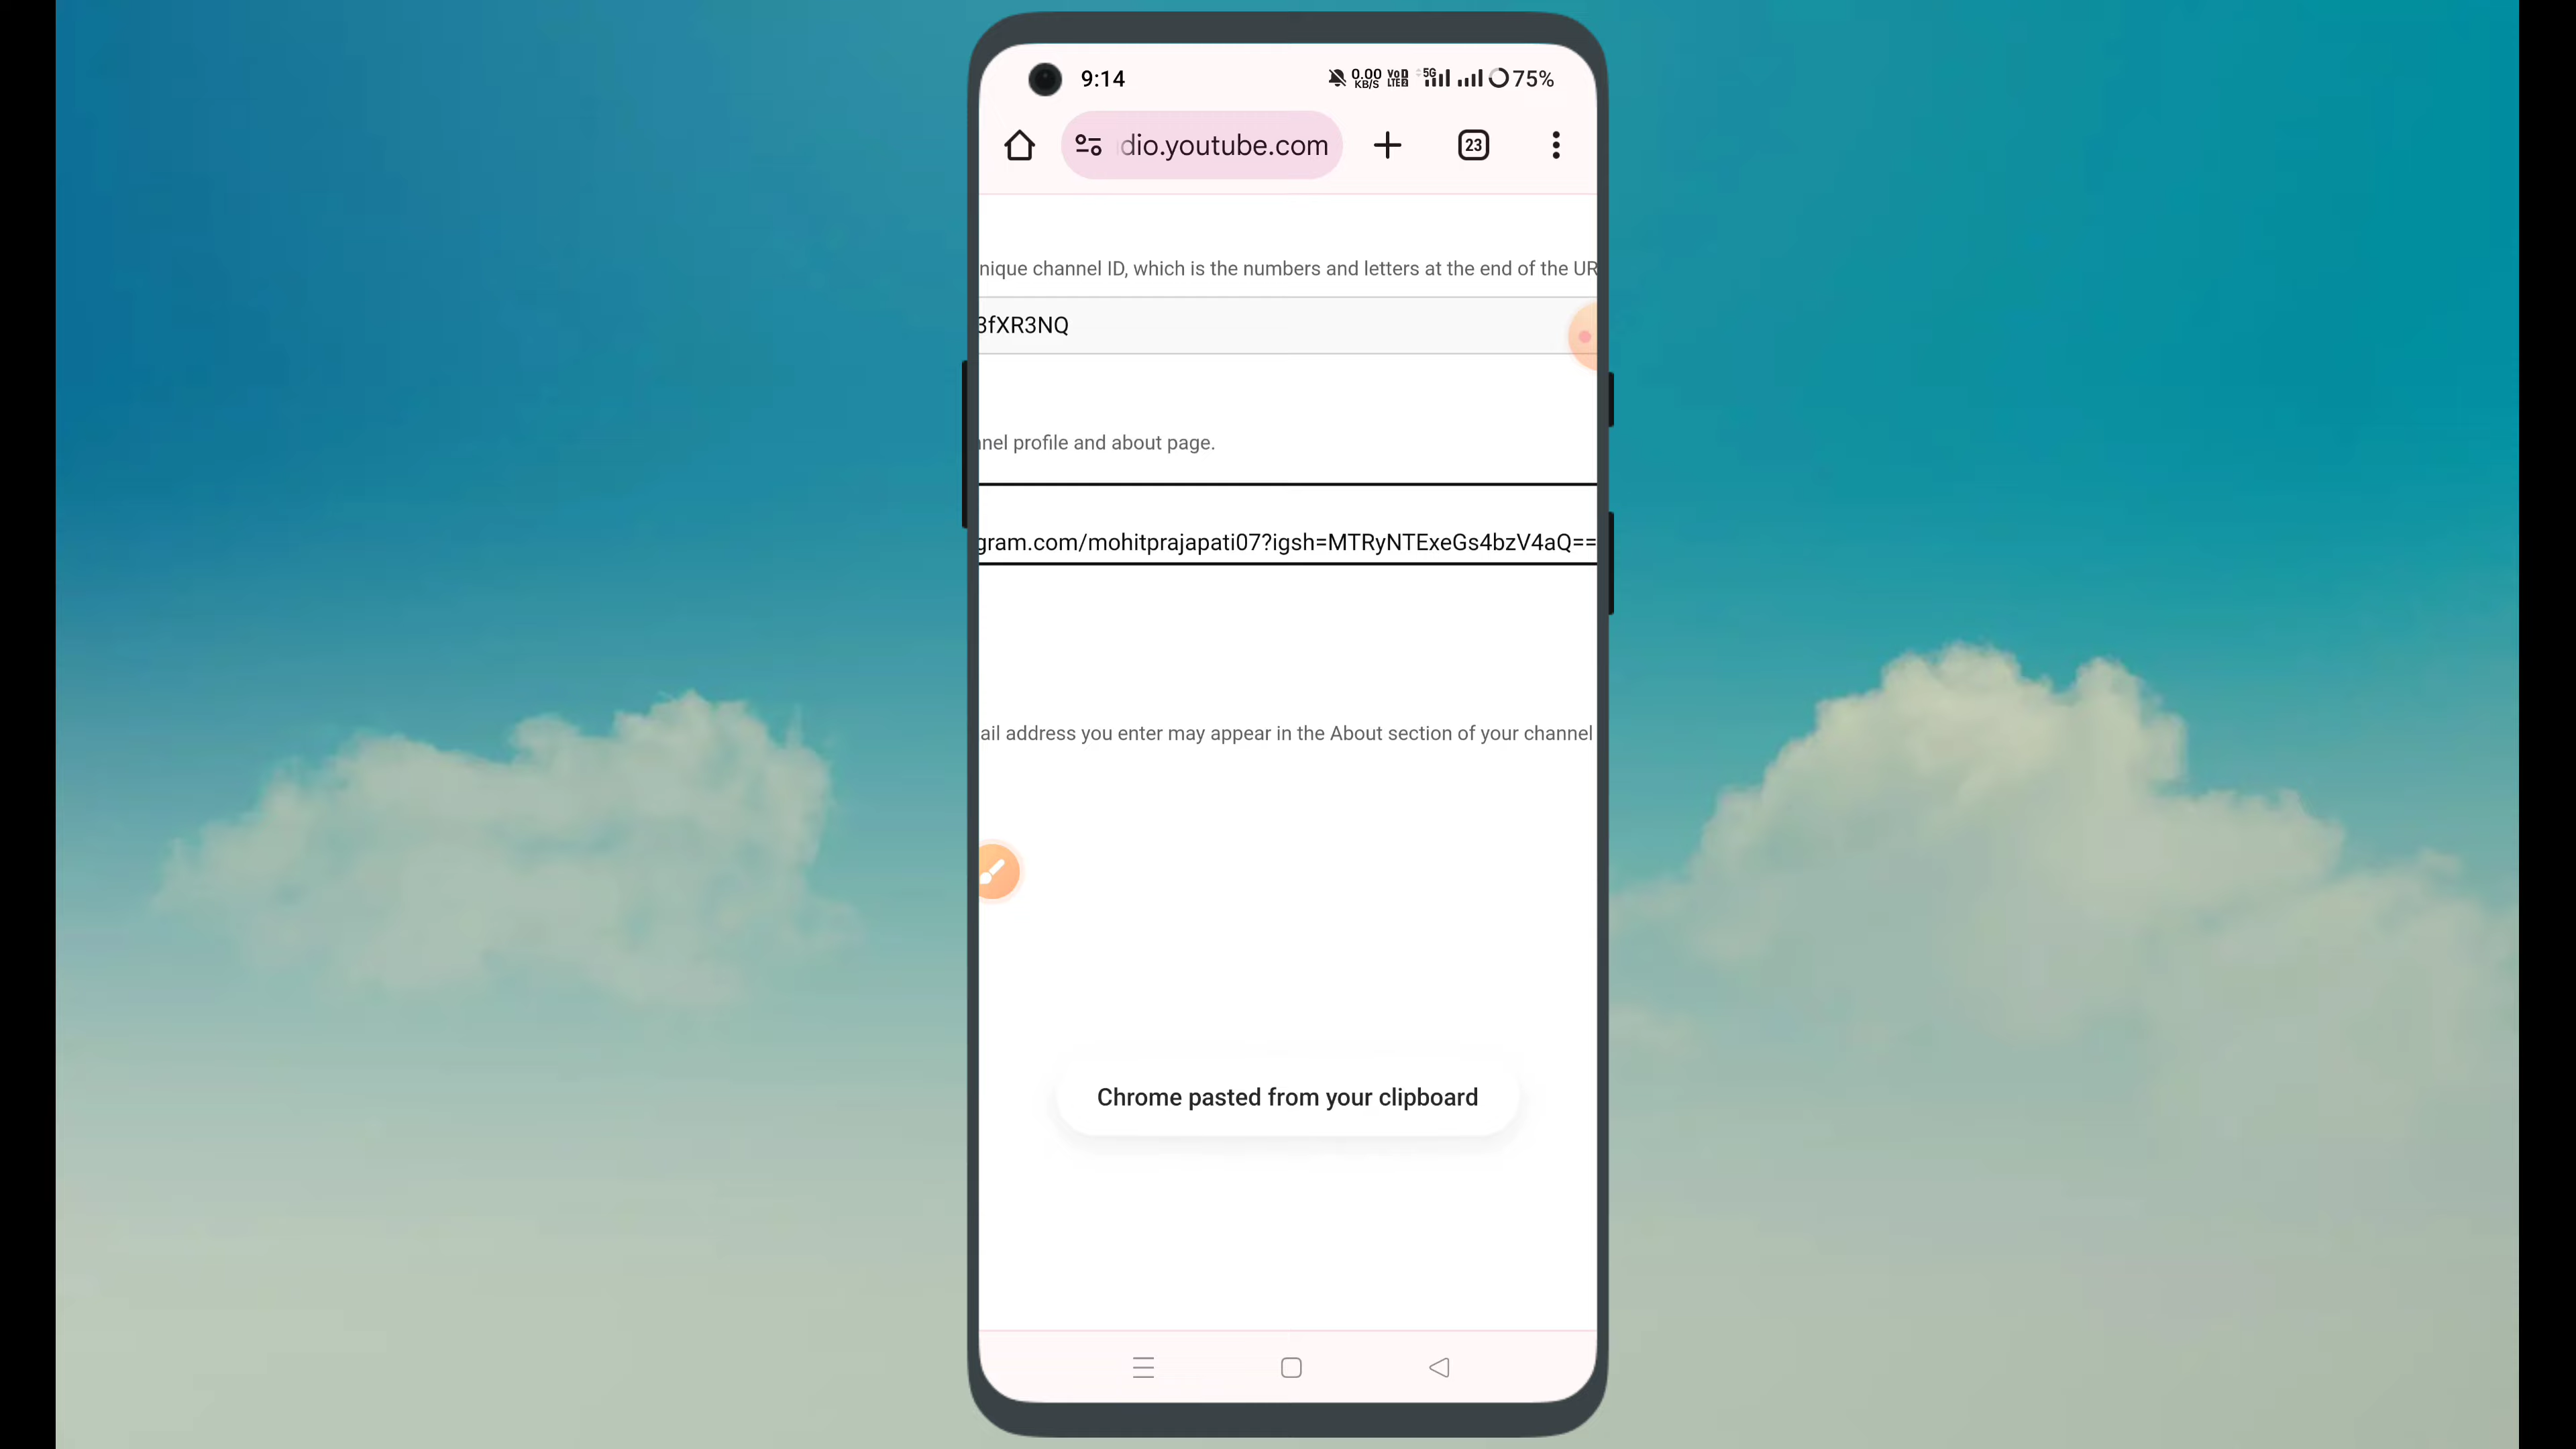 9:14
0.00 KB/S
VoD LTE2
5G
75%
dio.youtube.com
23
nique channel ID, which is the numbers and letters at the end of the UR
3fXR3NQ
nel profile and about page.
gram.com/mohitprajapati07?igsh=MTRyNTExeGs4bzV4aQ==
ail address you enter may appear in the About section of your channel
Chrome pasted from your clipboard